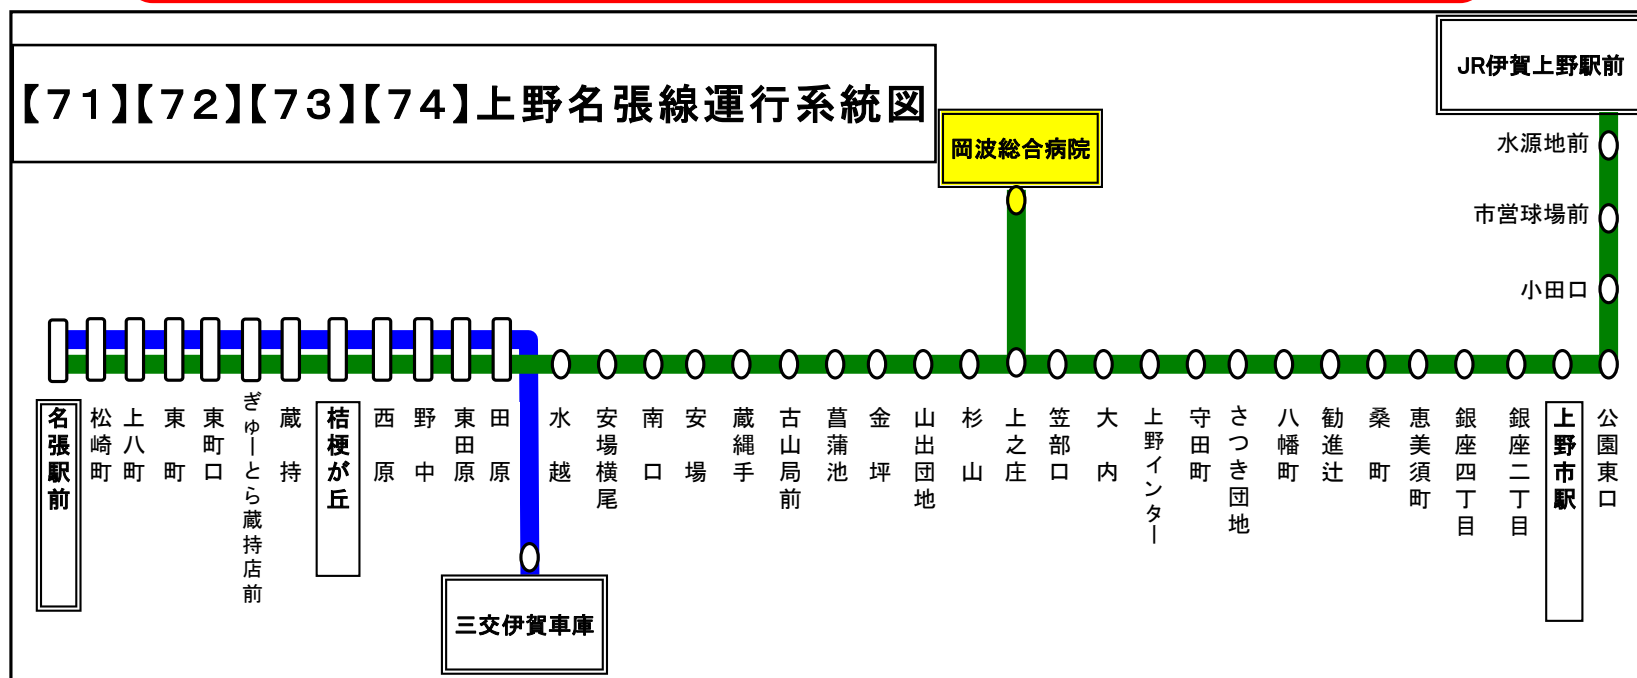 【71】【72】【73】【74】上野名張線運行系統図
JR伊賀上野駅前
岡波総合病院
水源地前
市営球場前
小田口
名張駅前
松崎町
上八町
東町
東町口
ぎゅーとら蔵持店前
蔵持
桔梗が丘
西原
野中
東田原
田原
水越
安場横尾
南口
安場
蔵縄手
古山局前
菖蒲池
金坪
山出団地
杉山
上之庄
笠部口
大内
上野インター
守田町
さつき団地
八幡町
勧進辻
桑町
恵美須町
銀座四丁目
銀座二丁目
上野市駅
公園東口
三交伊賀車庫